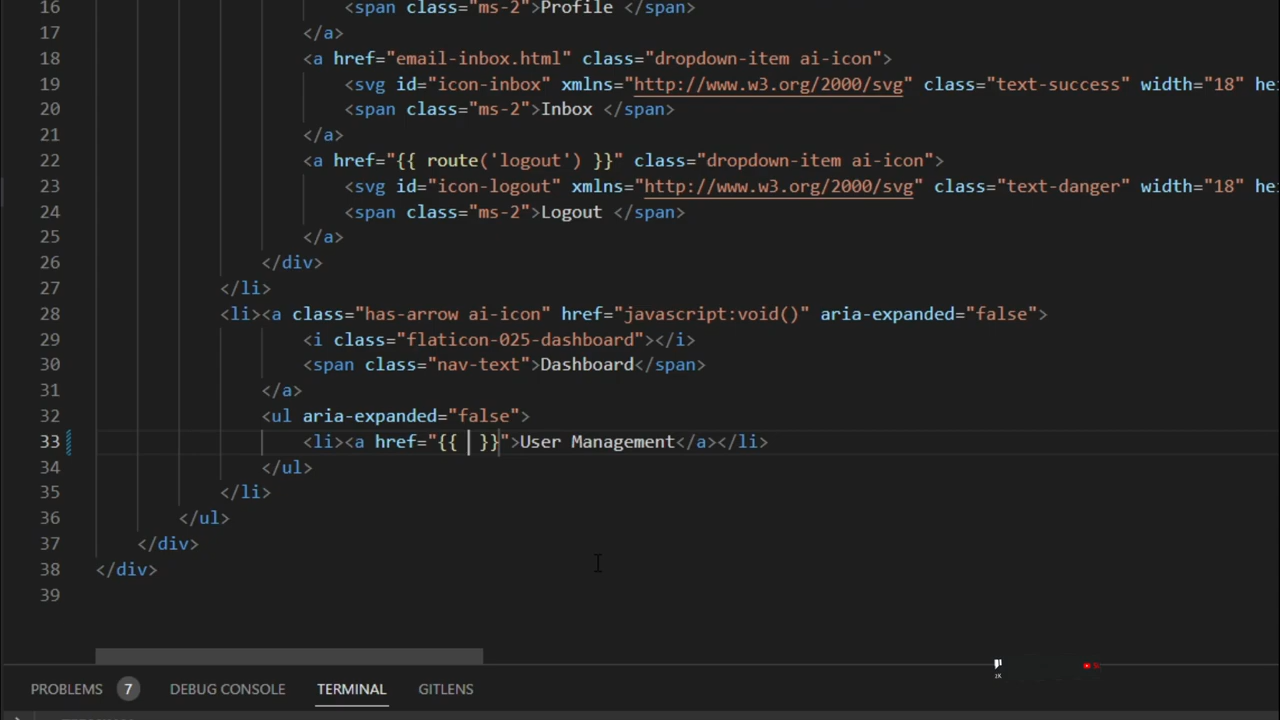 16 <span class="ms-2">Profile </span>
17 </a>
18 <a href="email-inbox.html" class="dropdown-item ai-icon">
19 <svg id="icon-inbox" xmlns="http://www.w3.org/2000/svg" class="text-success" width="18" hei
20 <span class="ms-2">Inbox </span>
21 </a>
22 <a href="{{ route('logout') }}" class="dropdown-item ai-icon">
23 <svg id="icon-logout" xmlns="http://www.w3.org/2000/svg" class="text-danger" width="18" he
24 <span class="ms-2">Logout </span>
25 </a>
26 </div>
27 </li>
28 <li><a class="has-arrow ai-icon" href="javascript:void()" aria-expanded="false">
29 <i class="flaticon-025-dashboard"></i>
30 <span class="nav-text">Dashboard</span>
31 </a>
32 <ul aria-expanded="false">
33 <li><a href="{{  }}">User Management</a></li>
34 </ul>
35 </li>
36 </ul>
37 </div>
38 </div>
39
PROBLEMS 7 DEBUG CONSOLE TERMINAL GITLENS